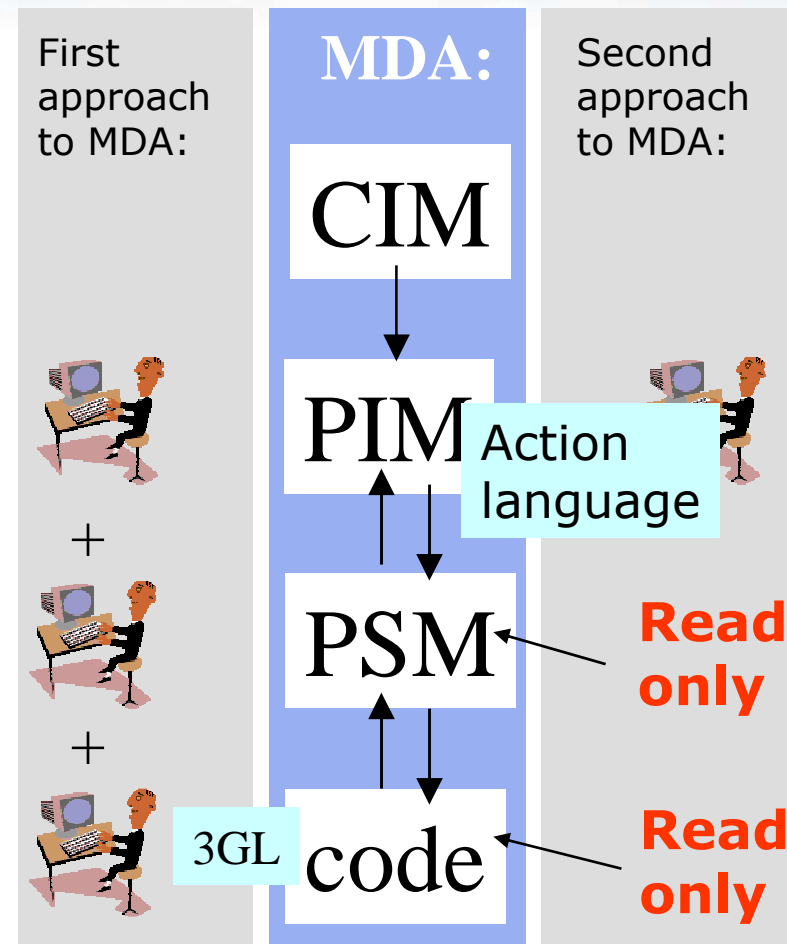 First
approach
to MDA:
MDA:
Second
approach
to MDA:
CIM
PIM
Action
language
+
PSM
Read
only
+
3GL
code
Read
only